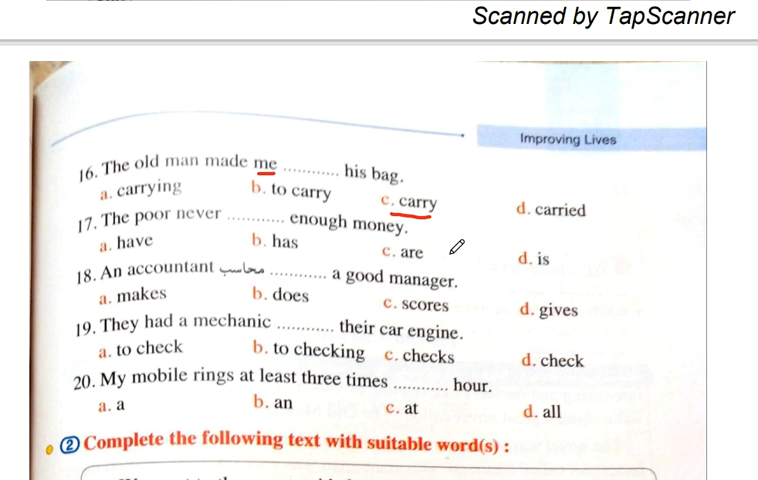 Scanned by TapScanner
Improving Lives
16. The old man made me ............ his bag.
a. carrying b. to carry c. carry d. carried
17. The poor never ............ enough money.
a. have b. has c. are d. is
18. An accountant محاسب ............ a good manager.
a. makes b. does c. scores d. gives
19. They had a mechanic ............ their car engine.
a. to check b. to checking c. checks d. check
20. My mobile rings at least three times ............ hour.
a. a b. an c. at d. all
② Complete the following text with suitable word(s) :